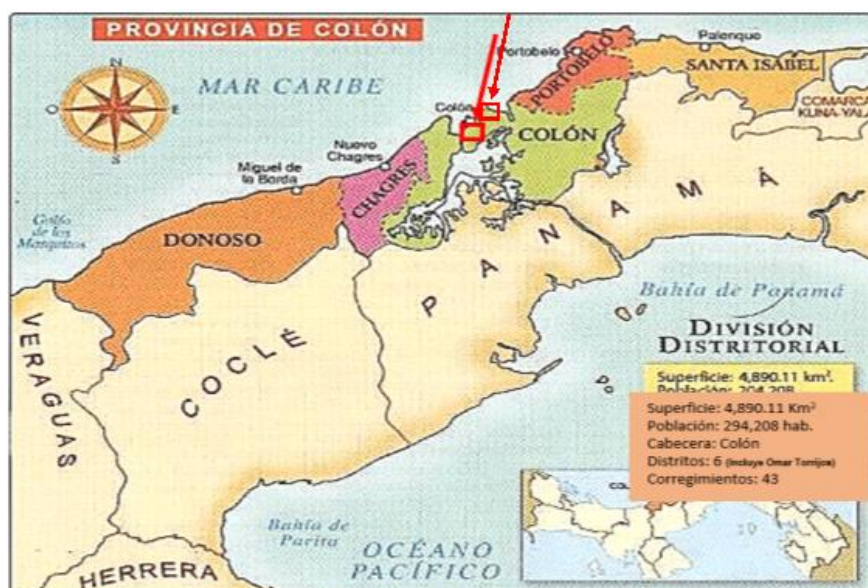 PROVINCIA DE COLÓN
MAR CARIBE
N
O
E
S
Portobelo
Palenque
SANTA ISABEL
PORTOBELO
COMARCA
KUNA-YALA
Colón
COLÓN
Nuevo
Chagres
CHAGRES
Miguel de
la Borda
DONOSO
Golfo
de los
Mosquitos
PANAMÁ
Bahía de Panamá
VERAGUAS
COCLÉ
DIVISIÓN
DISTRITORIAL
Superficie: 4,890.11 km².
Población: 204,208
Superficie: 4,890.11 Km²
Población: 294,208 hab.
Cabecera: Colón
Distritos: 6 (Incluye Omar Torrijos)
Corregimientos: 43
Bahía de
Parita
OCÉANO
PACÍFICO
HERRERA